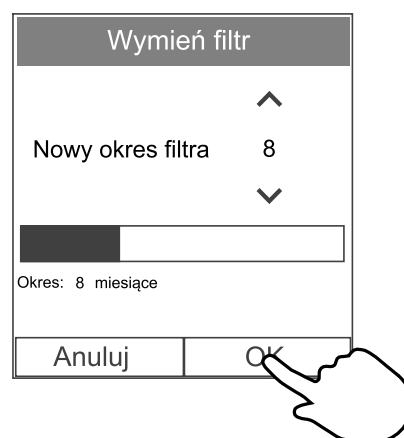 Wymień filtr
Nowy okres filtra 8
Okres: 8 miesiące
Anuluj OK